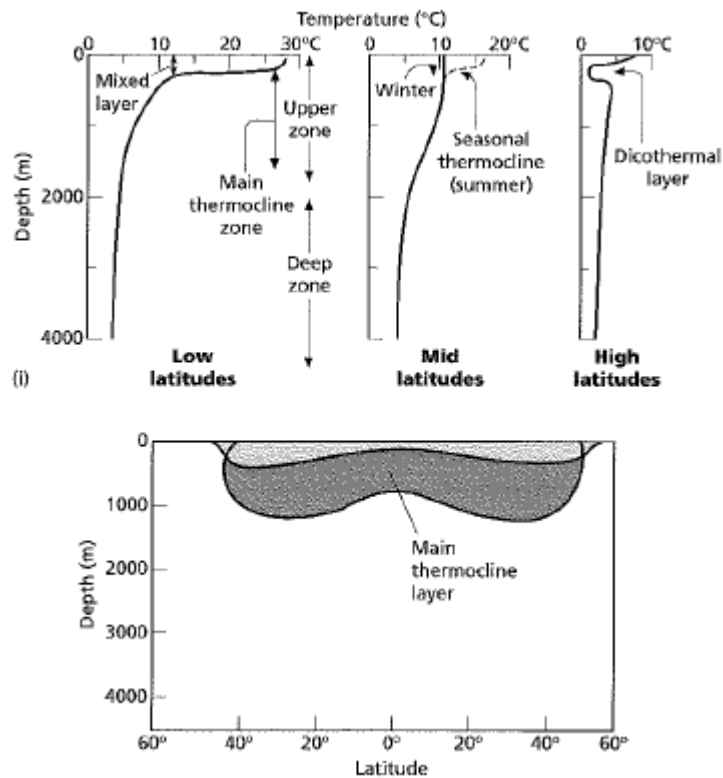 Temperature (°C)
0 10 20 30°C
0 10 20°C
0 10°C
0
2000
4000
Depth (m)
Mixed
layer
Upper
zone
Main
thermocline
zone
Deep
zone
Low
latitudes
Winter
Seasonal
thermocline
(summer)
Mid
latitudes
Dicothermal
layer
High
latitudes
(i)
0
1000
2000
3000
4000
Depth (m)
Main
thermocline
layer
60° 40° 20° 0° 20° 40° 60°
Latitude